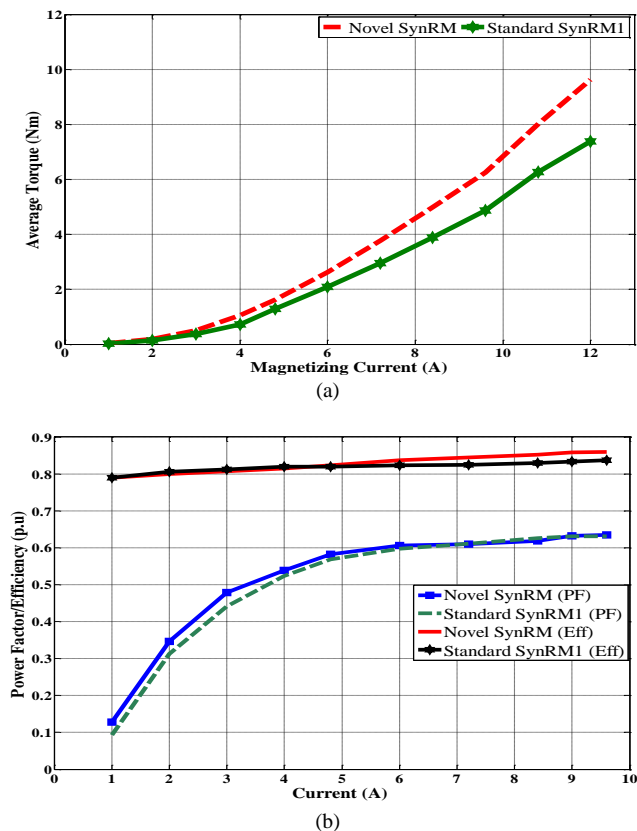 12
10
8
6
4
2
0
Average Torque (Nm)
Novel SynRM Standard SynRM1
0 2 4 6 8 10 12
Magnetizing Current (A)
(a)
0.9
0.8
0.7
0.6
0.5
0.4
0.3
0.2
0.1
0
Power Factor/Efficiency (p.u)
Novel SynRM (PF)
Standard SynRM1 (PF)
Novel SynRM (Eff)
Standard SynRM1 (Eff)
0 1 2 3 4 5 6 7 8 9 10
Current (A)
(b)